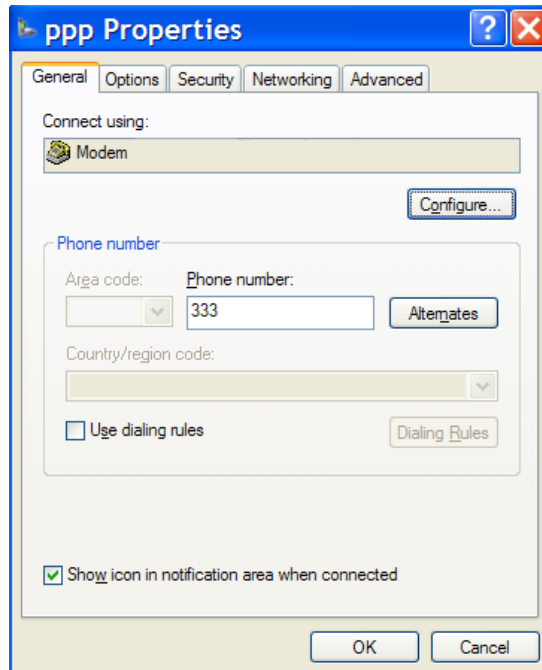 ppp Properties
General Options Security Networking Advanced
Connect using:
Modem
Configure...
Phone number
Area code: Phone number:
333 Alternates
Country/region code:
Use dialing rules Dialing Rules
Show icon in notification area when connected
OK Cancel